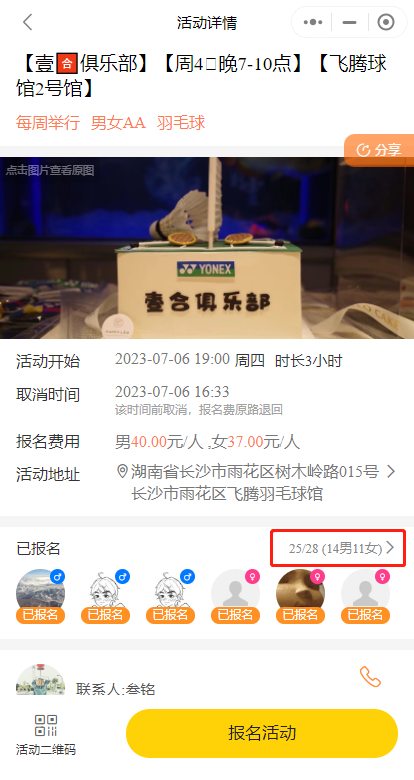 活动详情
【壹🈴俱乐部】【周4□晚7-10点】【飞腾球
馆2号馆】
每周举行 男女AA 羽毛球
分享
点击图片查看原图
YONEX
壹合俱乐部
活动开始 2023-07-06 19:00 周四 时长3小时
取消时间 2023-07-06 16:33
该时间前取消，报名费原路退回
报名费用 男40.00元/人 ,女37.00元/人
活动地址 湖南省长沙市雨花区树木岭路015号
长沙市雨花区飞腾羽毛球馆
已报名 25/28 (14男11女)
已报名 已报名 已报名 已报名 已报名 已报名
联系人:叁铭
活动二维码
报名活动